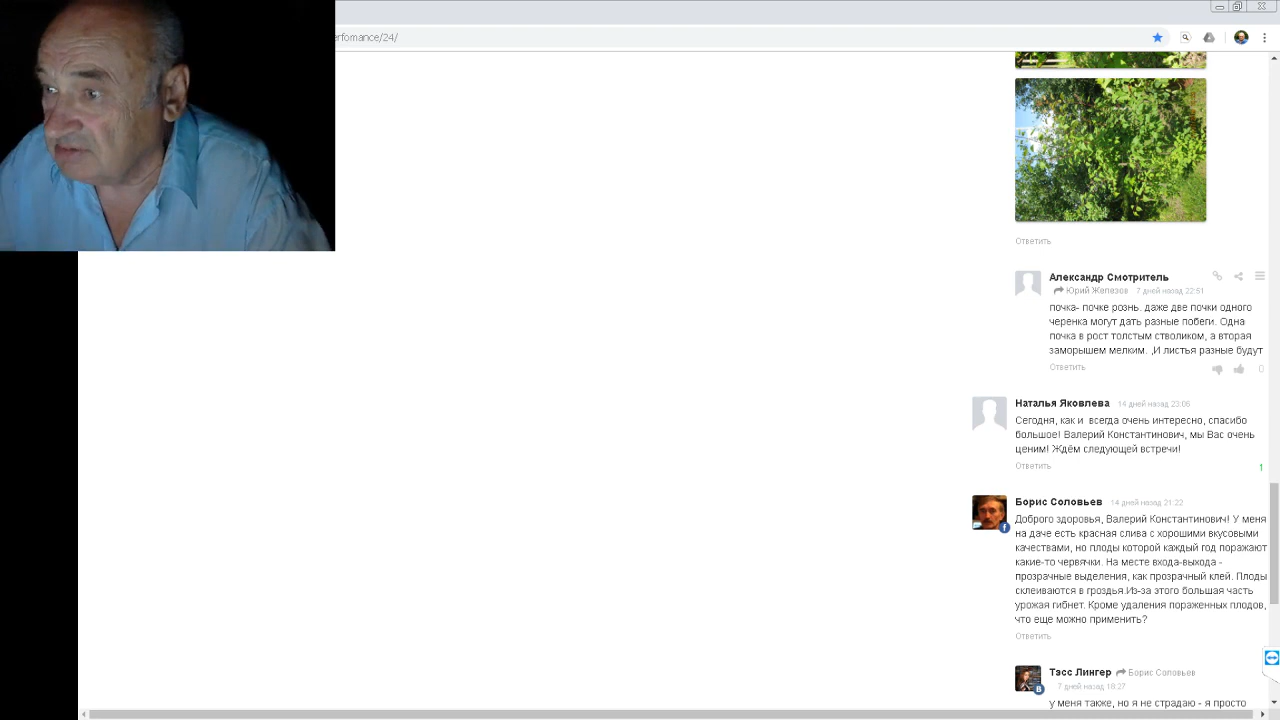 erfomance/24/
Ответить
Александр Смотритель
Юрий Железов 7 дней назад 22:51
почка- почке рознь. даже две почки одного
черенка могут дать разные побеги. Одна
почка в рост толстым стволиком, а вторая
заморышем мелким. ,И листья разные будут
Ответить
0
Наталья Яковлева 14 дней назад 23:06
Сегодня, как и всегда очень интересно, спасибо
большое! Валерий Константинович, мы Вас очень
ценим! Ждём следующей встречи!
Ответить
1
Борис Соловьев 14 дней назад 21:22
Доброго здоровья, Валерий Константинович! У меня
на даче есть красная слива с хорошими вкусовыми
качествами, но плоды которой каждый год поражают
какие-то червячки. На месте входа-выхода -
прозрачные выделения, как прозрачный клей. Плоды
склеиваются в гроздья.Из-за этого большая часть
урожая гибнет. Кроме удаления пораженных плодов,
что еще можно применить?
Ответить
Тэсс Лингер Борис Соловьев
7 дней назад 18:27
у меня также, но я не страдаю - я просто